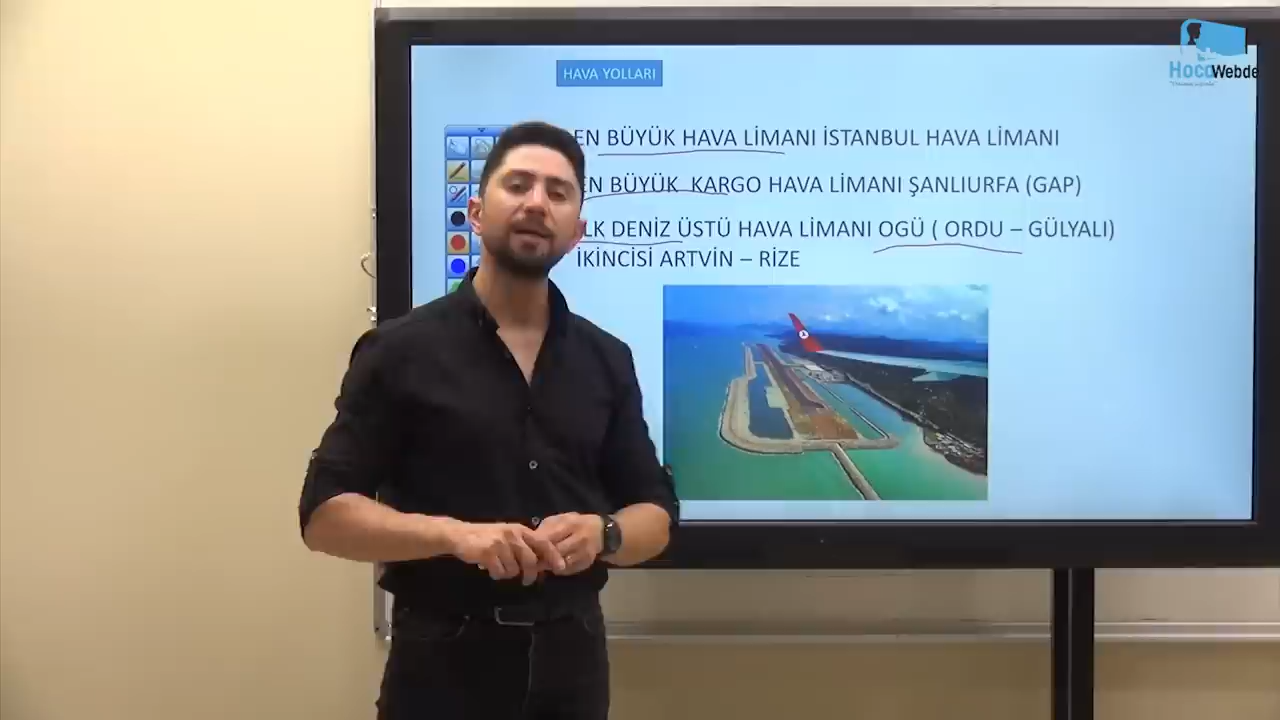 HocaWebde
HAVA YOLLARI
EN BÜYÜK HAVA LİMANI İSTANBUL HAVA LİMANI
EN BÜYÜK KARGO HAVA LİMANI ŞANLIURFA (GAP)
LK DENİZ ÜSTÜ HAVA LİMANI OGÜ ( ORDU – GÜLYALI)
İKİNCİSİ ARTVİN – RİZE